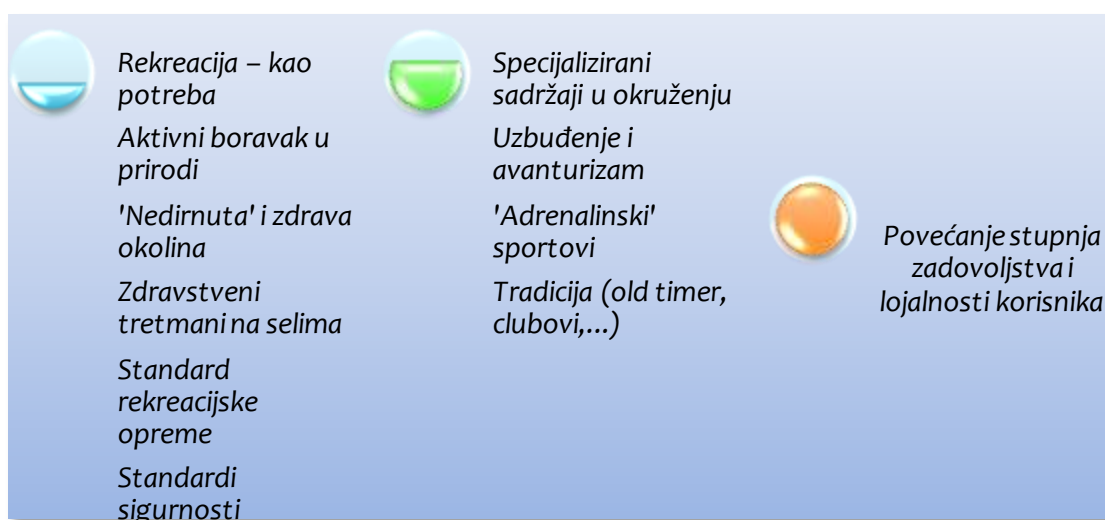 Rekreacija – kao
potreba
Aktivni boravak u
prirodi
'Nedirnuta' i zdrava
okolina
Zdravstveni
tretmani na selima
Standard
rekreacijske
opreme
Standardi
sigurnosti
Specijalizirani
sadržaji u okruženju
Uzbuđenje i
avanturizam
'Adrenalinski'
sportovi
Tradicija (old timer,
clubovi,...)
Povećanje stupnja
zadovoljstva i
lojalnosti korisnika